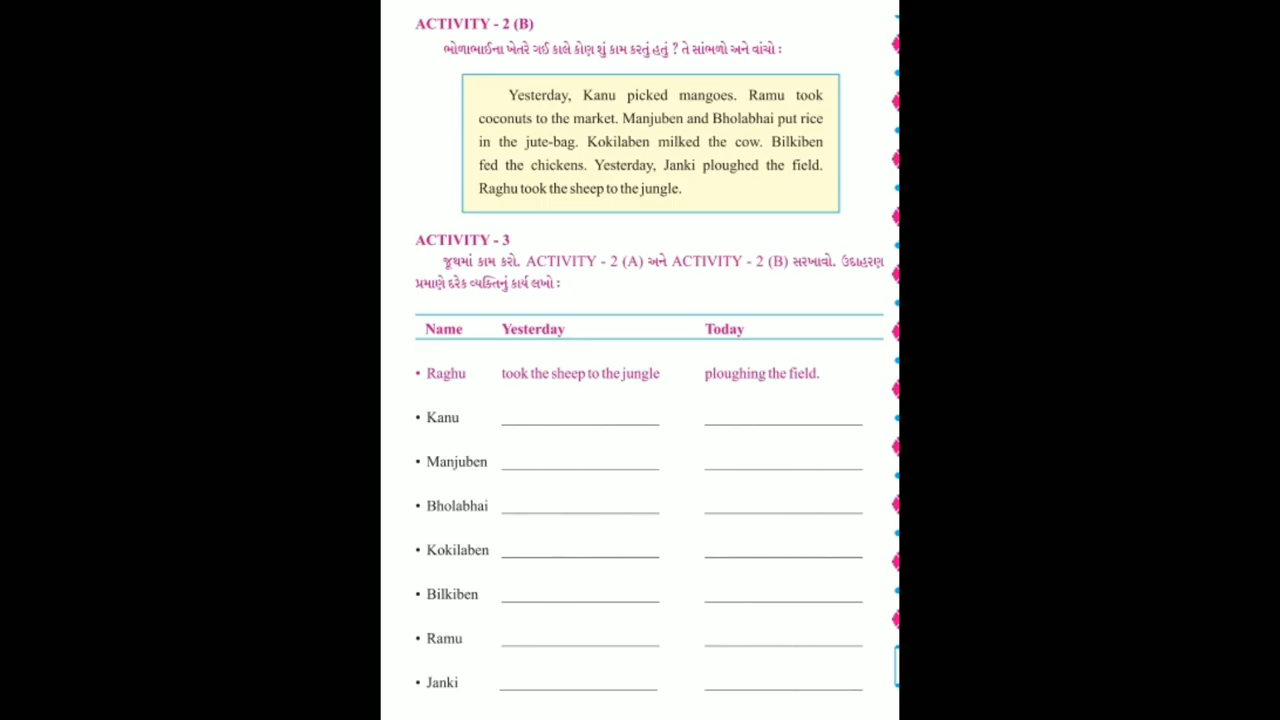 ACTIVITY - 2 (B)
ભોળાભાઈના ખેતરે ગઈ કાલે કોણ શું કામ કરતું હતું ? તે સાંભળો અને વાંચો :
Yesterday, Kanu picked mangoes. Ramu took
coconuts to the market. Manjuben and Bholabhai put rice
in the jute-bag. Kokilaben milked the cow. Bilkiben
fed the chickens. Yesterday, Janki ploughed the field.
Raghu took the sheep to the jungle.
ACTIVITY - 3
જૂથમાં કામ કરો. ACTIVITY - 2 (A) અને ACTIVITY - 2 (B) સરખાવો. ઉદાહરણ
પ્રમાણે દરેક વ્યક્તિનું કાર્ય લખો :
Name Yesterday Today
• Raghu took the sheep to the jungle ploughing the field.
• Kanu
• Manjuben
• Bholabhai
• Kokilaben
• Bilkiben
• Ramu
• Janki